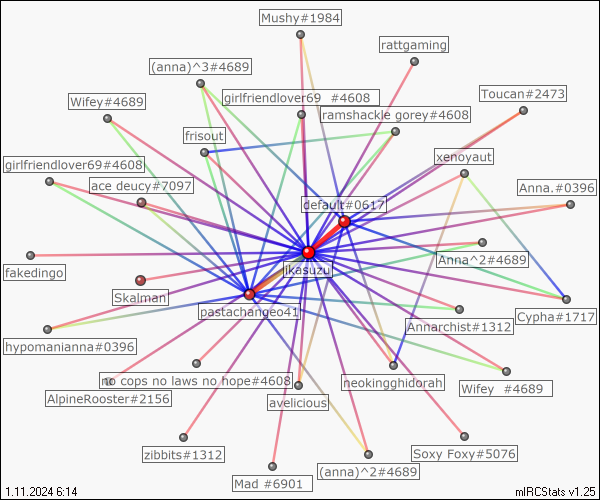 Mushy#1984
rattgaming
(anna)^3#4689
Wifey#4689
girlfriendlover69 #4608
Toucan#2473
ramshackle gorey#4608
frisout
xenoyaut
girlfriendlover69#4608
ace deucy#7097
Anna.#0396
default#0617
Anna^2#4689
fakedingo
jikasuzu
Skalman
pastachangeo41
Cypha#1717
Annarchist#1312
hypomanianna#0396
no cops no laws no hope#4608
neokingghidorah
Wifey #4689
AlpineRooster#2156
avelicious
zibbits#1312
Soxy Foxy#5076
(anna)^2#4689
Mad #6901
1.11.2024 6:14
mIRCStats v1.25